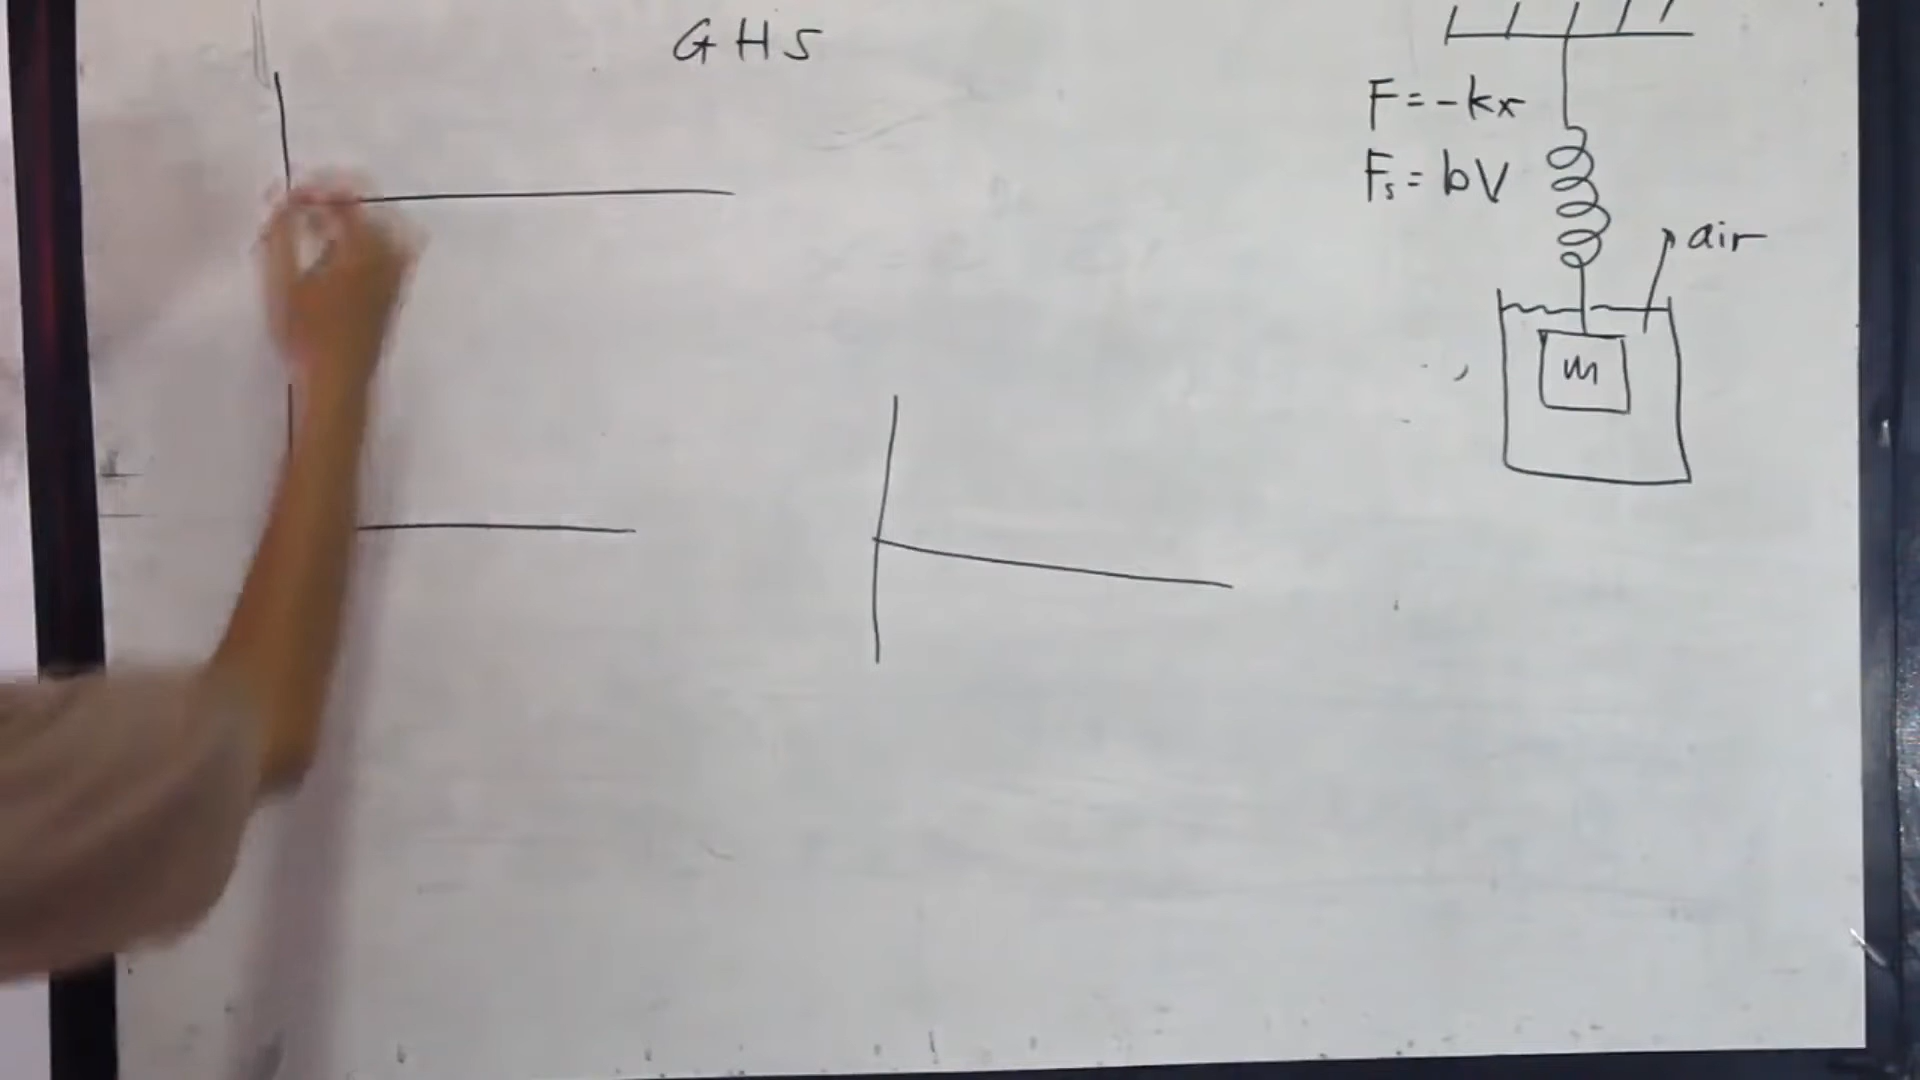 GHS
F = -kx
Fs = bV
air
m